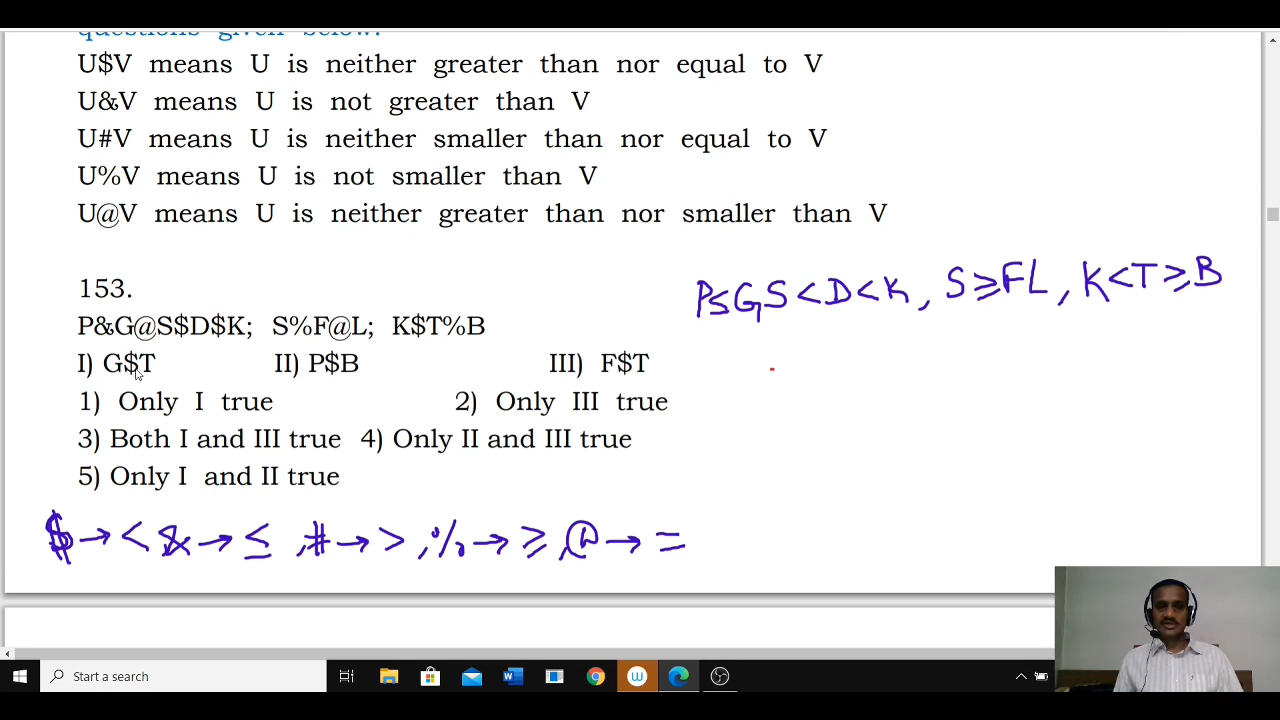 questions given below.
U$V means U is neither greater than nor equal to V
U&V means U is not greater than V
U#V means U is neither smaller than nor equal to V
U%V means U is not smaller than V
U@V means U is neither greater than nor smaller than V
153.
P≤GS<D<K, S≥FL, K<T≥B
P&G@S$D$K; S%F@L; K$T%B
I) G$T II) P$B III) F$T
1) Only I true 2) Only III true
3) Both I and III true 4) Only II and III true
5) Only I and II true
$→< &→≤ ,#→> ,%→≥ ,@→=
Start a search